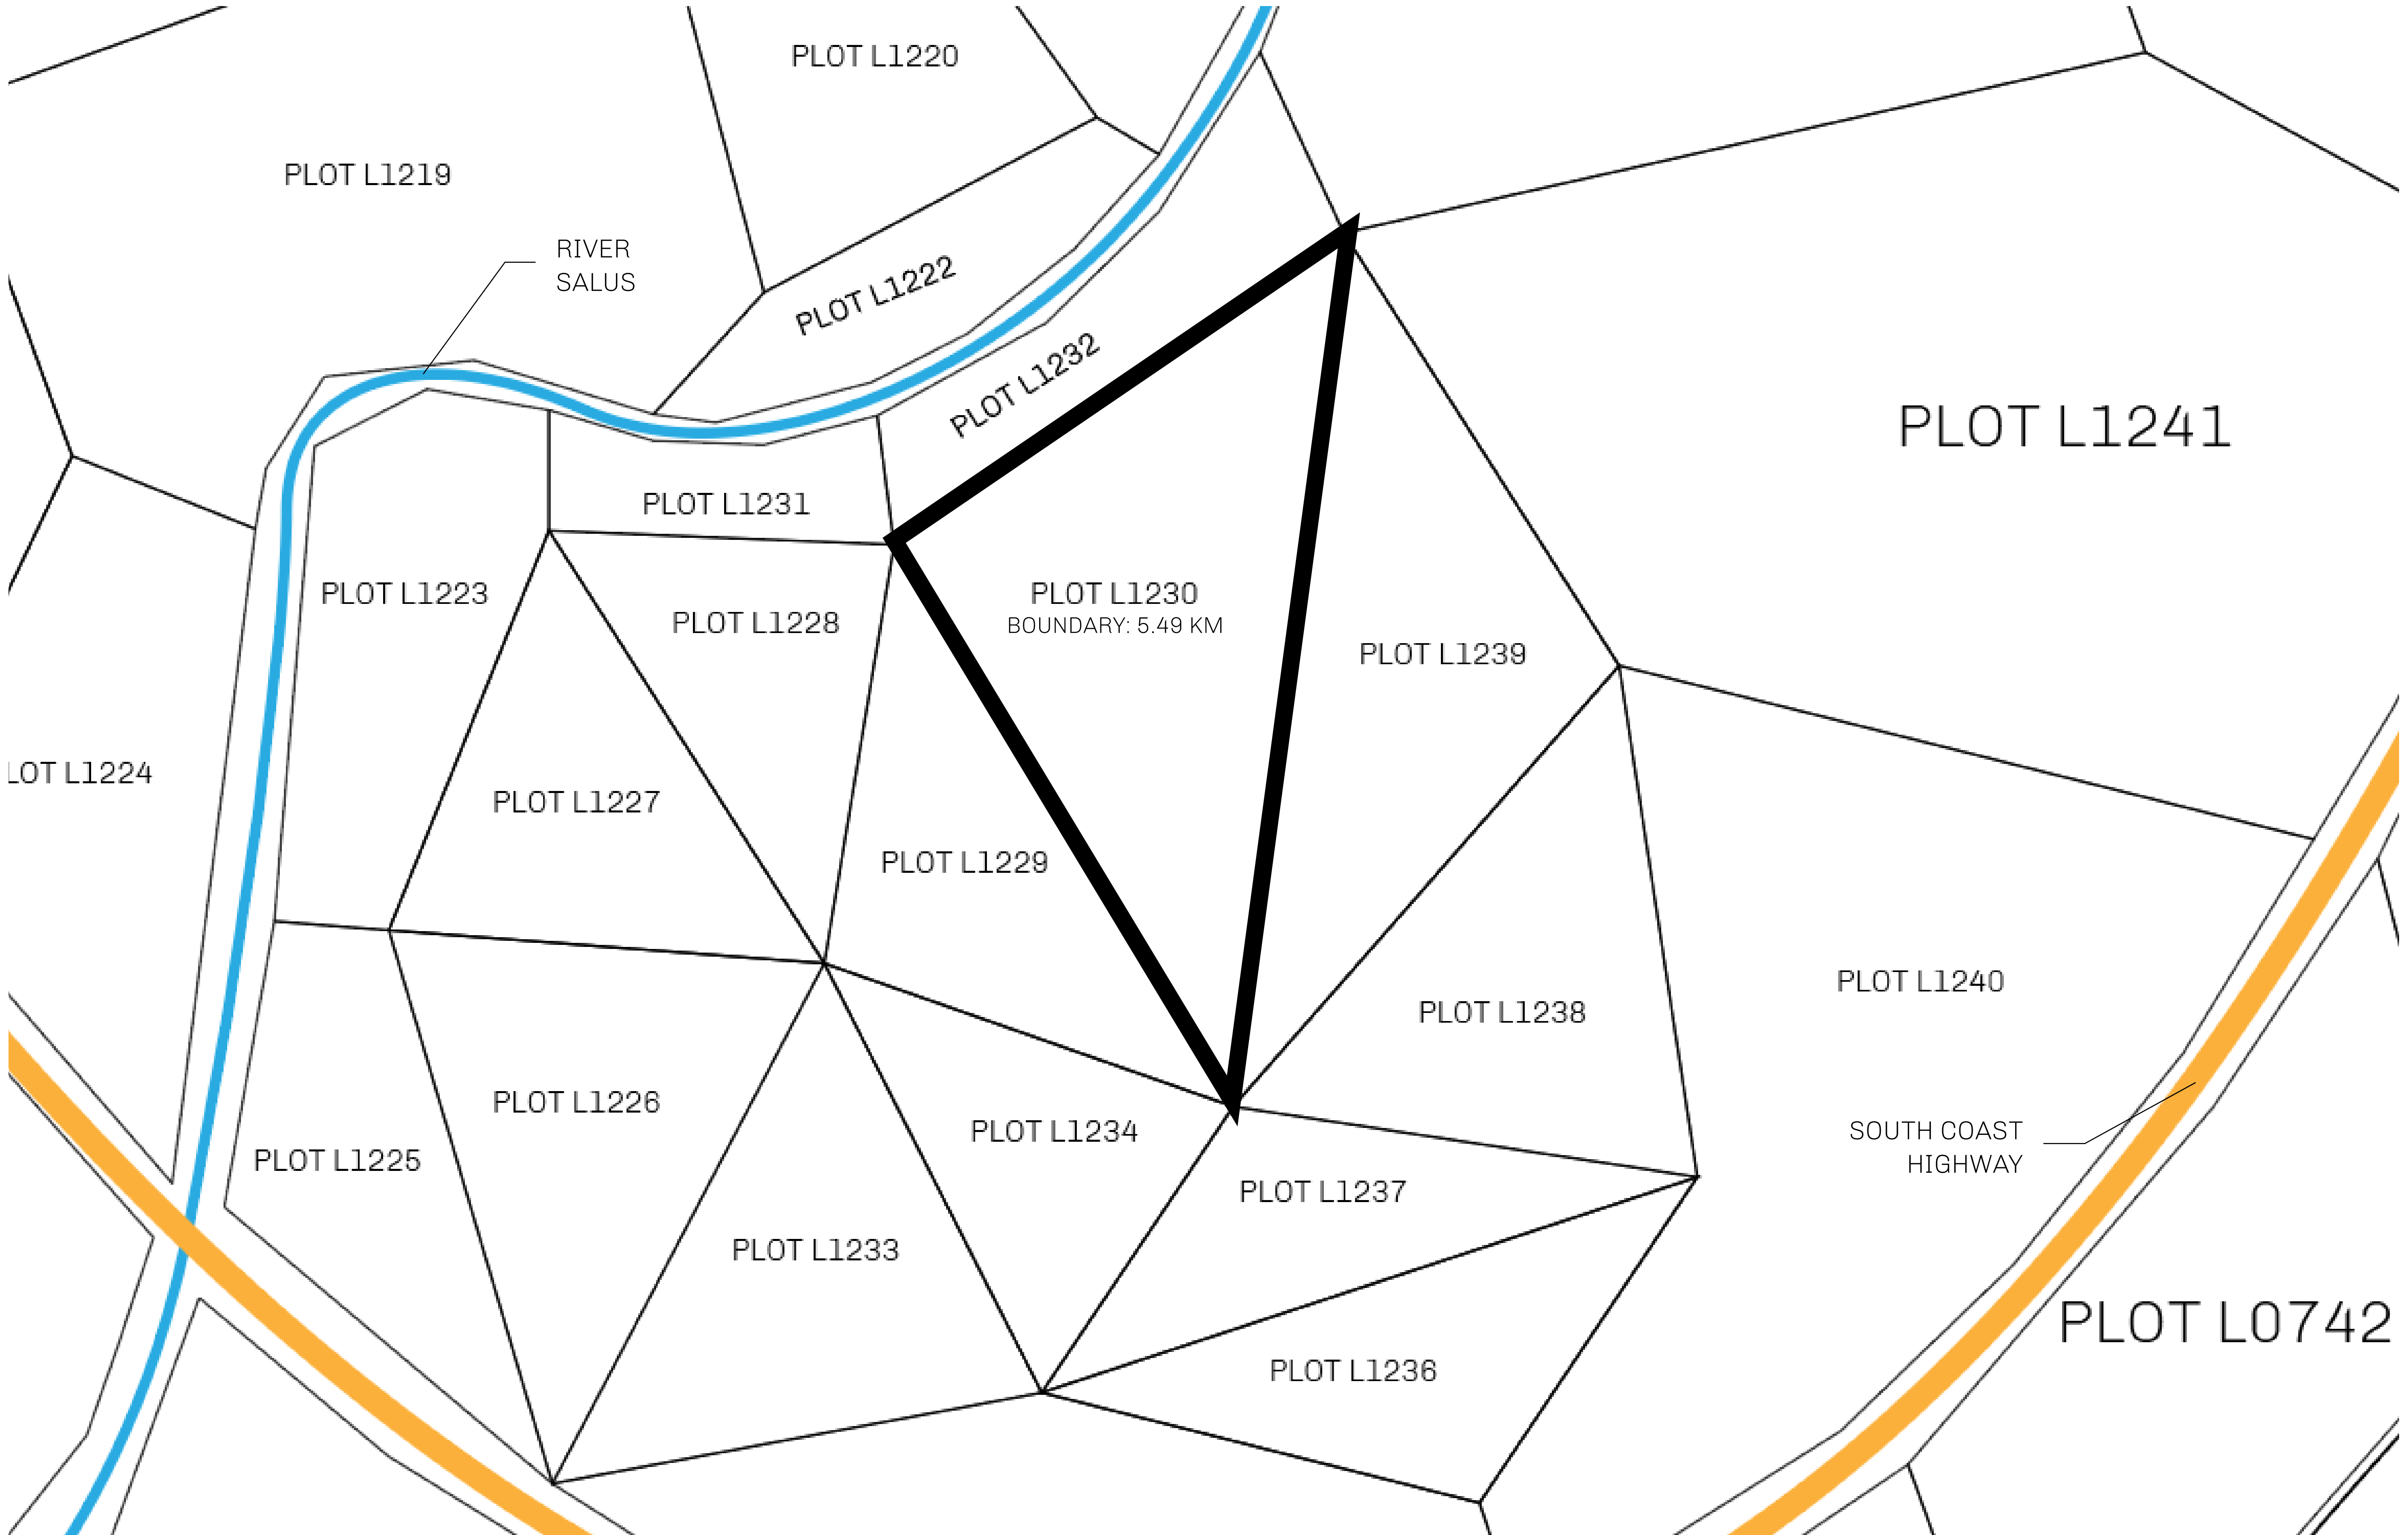 PLOT L1220
PLOT L1219
RIVER
SALUS
PLOT L1222
PLOT L1232
PLOT L1241
PLOT L1231
PLOT L1223
PLOT L1228
PLOT L1230
BOUNDARY: 5.49 KM
PLOT L1239
LOT L1224
PLOT L1227
PLOT L1229
PLOT L1240
PLOT L1238
PLOT L1226
PLOT L1234
SOUTH COAST
HIGHWAY
PLOT L1225
PLOT L1237
PLOT L1233
PLOT L0742
PLOT L1236